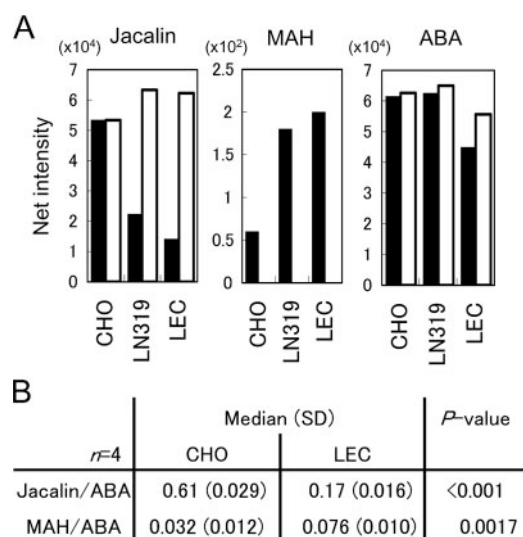 A
Jacalin MAH ABA
(x10⁴) (x10²) (x10⁴)
7 2.5 7
6 2 6
5 5
4 1.5 4
3 1 3
2 2
1 0.5 1
0 0 0
Net intensity
CHO LN319 LEC CHO LN319 LEC CHO LN319 LEC
B
Median (SD) P-value
n=4 CHO LEC
Jacalin/ABA 0.61 (0.029) 0.17 (0.016) <0.001
MAH/ABA 0.032 (0.012) 0.076 (0.010) 0.0017